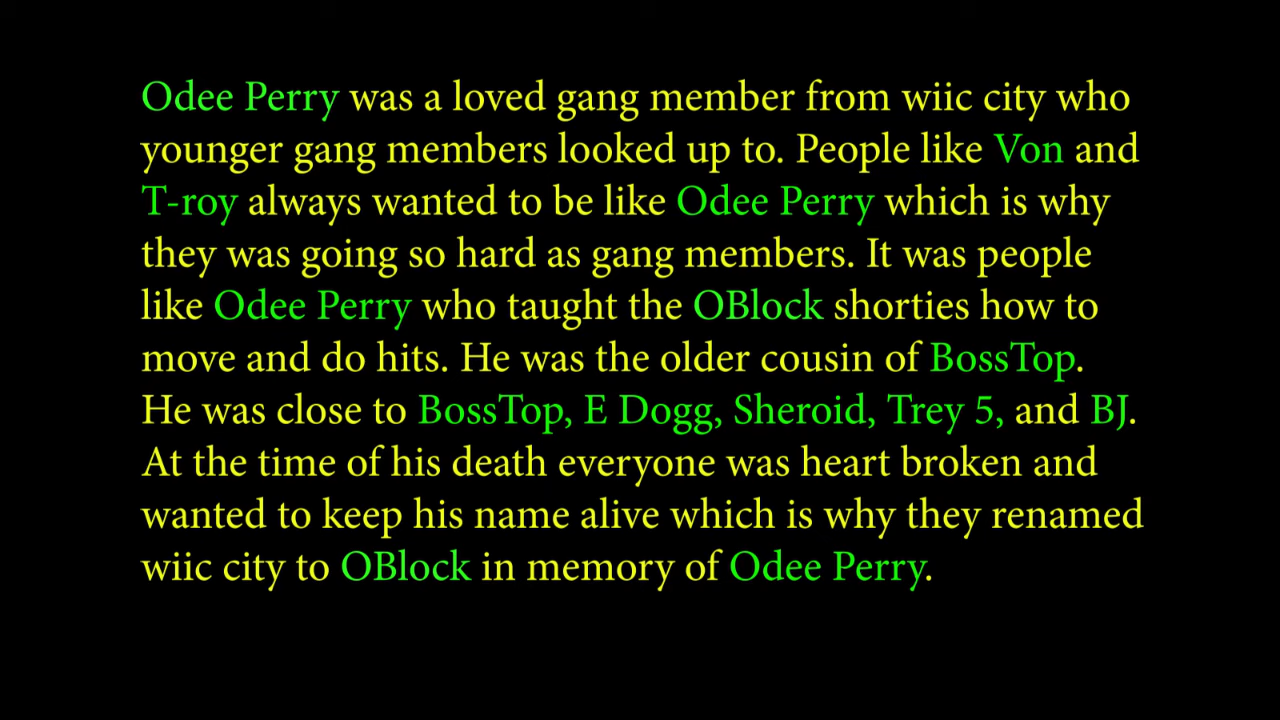 Odee Perry was a loved gang member from wiic city who
younger gang members looked up to. People like Von and
T-roy always wanted to be like Odee Perry which is why
they was going so hard as gang members. It was people
like Odee Perry who taught the OBlock shorties how to
move and do hits. He was the older cousin of BossTop.
He was close to BossTop, E Dogg, Sheroid, Trey 5, and BJ.
At the time of his death everyone was heart broken and
wanted to keep his name alive which is why they renamed
wiic city to OBlock in memory of Odee Perry.